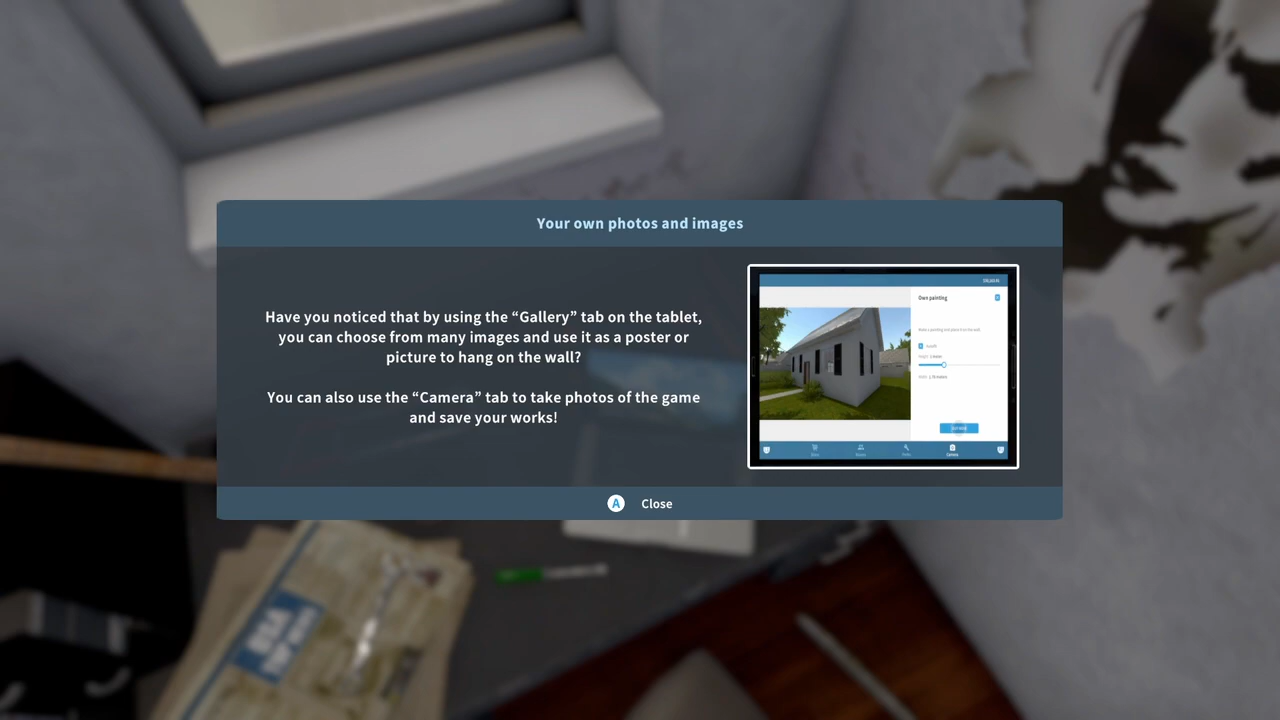 Your own photos and images
Have you noticed that by using the “Gallery” tab on the tablet,
you can choose from many images and use it as a poster or
picture to hang on the wall?
You can also use the “Camera” tab to take photos of the game
and save your works!
Own painting
Camera
A Close
USA